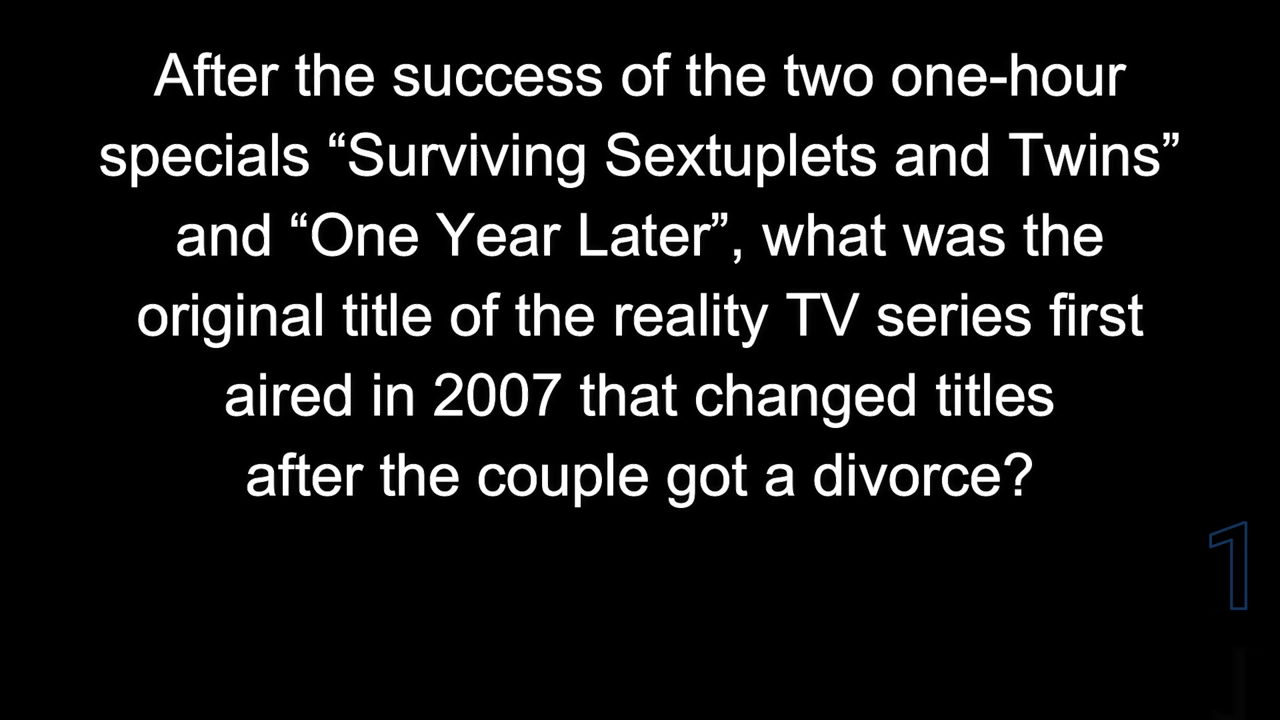 After the success of the two one-hour
specials “Surviving Sextuplets and Twins”
and “One Year Later”, what was the
original title of the reality TV series first
aired in 2007 that changed titles
after the couple got a divorce?
1